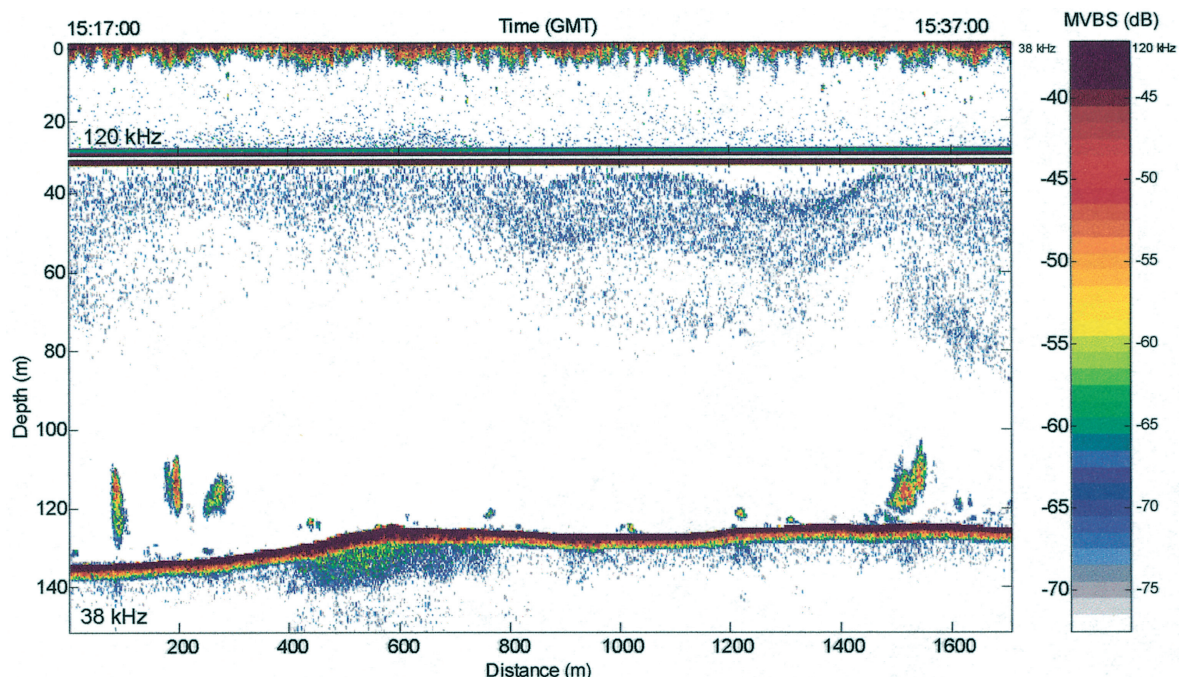 15:17:00 Time (GMT) 15:37:00 MVBS (dB)
38 kHz 120 kHz
0
20
120 kHz
40
60
80
100
120
140
38 kHz
Depth (m)
200 400 600 800 1000 1200 1400 1600
Distance (m)
-40 -45
-45 -50
-50 -55
-55 -60
-60 -65
-65 -70
-70 -75